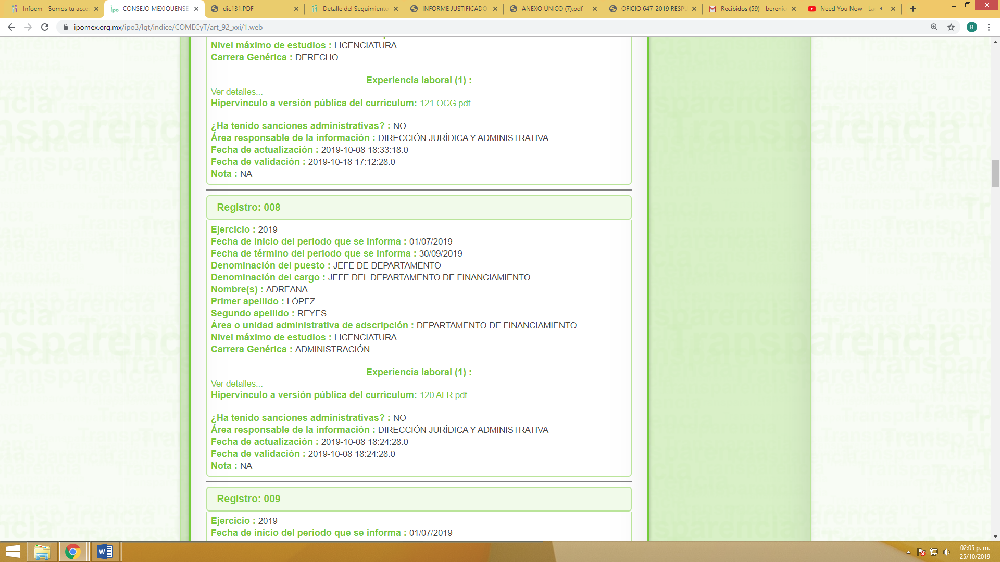 Infoem - Somos tu acce
CONSEJO MEXIQUENSE
dic131.PDF
Detalle del Seguimiento
INFORME JUSTIFICADO
ANEXO ÚNICO (7).pdf
OFICIO 647-2019 RESPU
Recibidos (59) - berenic
Need You Now - La
ipomex.org.mx/ipo3/lgt/indice/COMECyT/art_92_xxi/1.web
B
Nivel máximo de estudios : LICENCIATURA
Carrera Genérica : DERECHO
Experiencia laboral (1) :
Ver detalles...
Hipervínculo a versión pública del currículum: 121 OCG.pdf
¿Ha tenido sanciones administrativas? : NO
Área responsable de la información : DIRECCIÓN JURÍDICA Y ADMINISTRATIVA
Fecha de actualización : 2019-10-08 18:33:18.0
Fecha de validación : 2019-10-18 17:12:28.0
Nota : NA
Registro: 008
Ejercicio : 2019
Fecha de inicio del periodo que se informa : 01/07/2019
Fecha de término del periodo que se informa : 30/09/2019
Denominación del puesto : JEFE DE DEPARTAMENTO
Denominación del cargo : JEFE DEL DEPARTAMENTO DE FINANCIAMIENTO
Nombre(s) : ADREANA
Primer apellido : LÓPEZ
Segundo apellido : REYES
Área o unidad administrativa de adscripción : DEPARTAMENTO DE FINANCIAMIENTO
Nivel máximo de estudios : LICENCIATURA
Carrera Genérica : ADMINISTRACIÓN
Experiencia laboral (1) :
Ver detalles...
Hipervínculo a versión pública del currículum: 120 ALR.pdf
¿Ha tenido sanciones administrativas? : NO
Área responsable de la información : DIRECCIÓN JURÍDICA Y ADMINISTRATIVA
Fecha de actualización : 2019-10-08 18:24:28.0
Fecha de validación : 2019-10-08 18:24:28.0
Nota : NA
Registro: 009
Ejercicio : 2019
Fecha de inicio del periodo que se informa : 01/07/2019
02:05 p. m.
25/10/2019